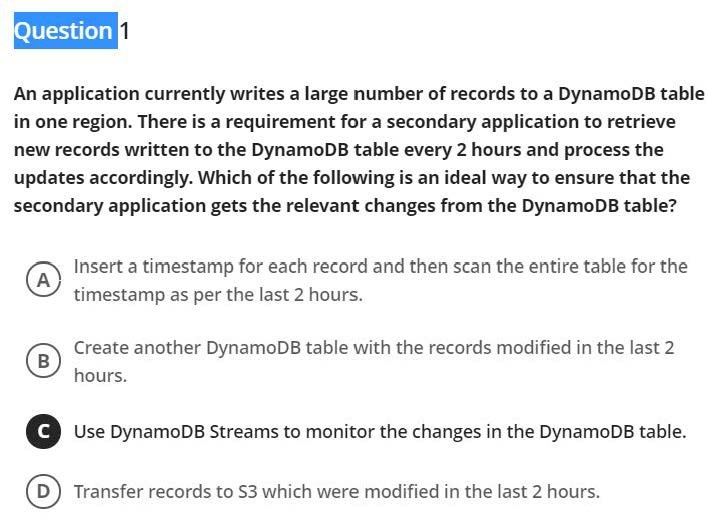 Question 1
An application currently writes a large number of records to a DynamoDB table
in one region. There is a requirement for a secondary application to retrieve
new records written to the DynamoDB table every 2 hours and process the
updates accordingly. Which of the following is an ideal way to ensure that the
secondary application gets the relevant changes from the DynamoDB table?
A Insert a timestamp for each record and then scan the entire table for the
timestamp as per the last 2 hours.
B Create another DynamoDB table with the records modified in the last 2
hours.
C Use DynamoDB Streams to monitor the changes in the DynamoDB table.
D Transfer records to S3 which were modified in the last 2 hours.